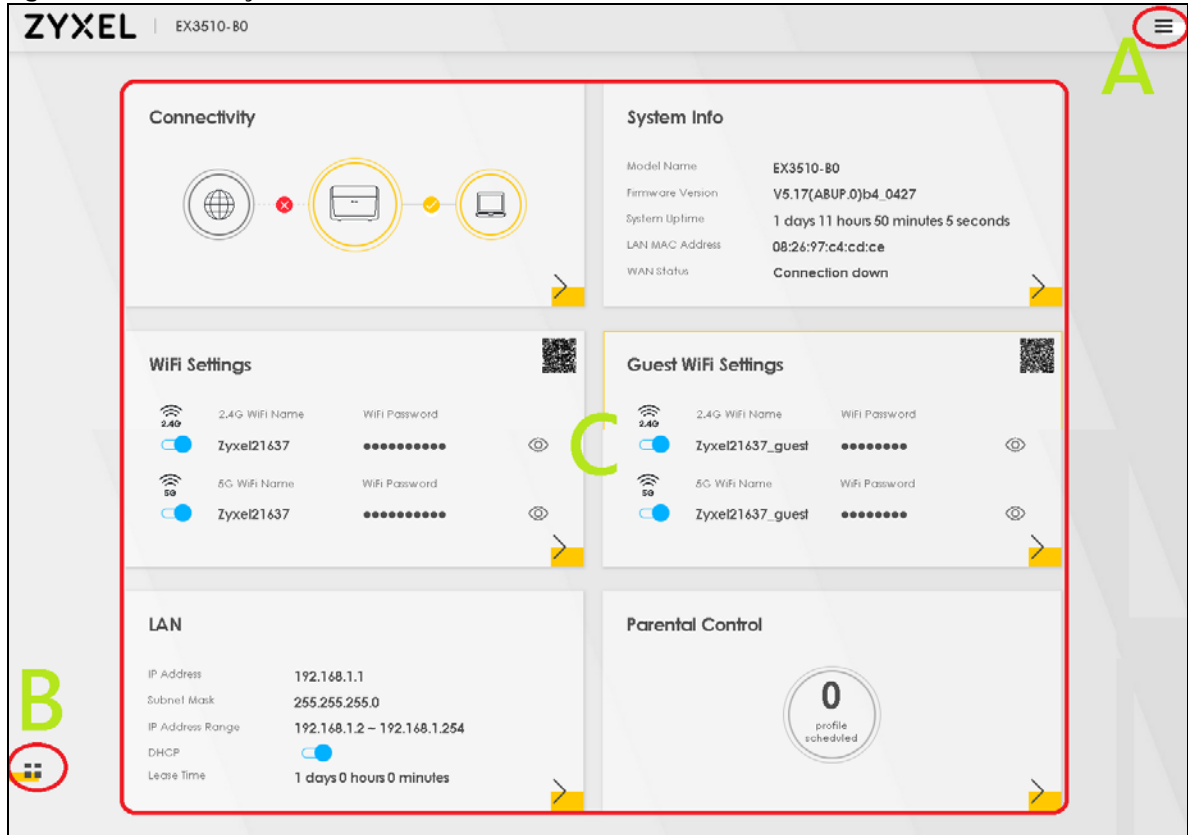 ZYXEL EX3510-B0
A
Connectivity
System Info
Model Name EX3510-B0
Firmware Version V5.17(ABUP.0)b4_0427
System Uptime 1 days 11 hours 50 minutes 5 seconds
LAN MAC Address 08:26:97:c4:cd:ce
WAN Status Connection down
WiFi Settings
2.4G 2.4G WiFi Name WiFi Password
Zyxel21637 ●●●●●●●●●●
5G 5G WiFi Name WiFi Password
Zyxel21637 ●●●●●●●●●●
C
Guest WiFi Settings
2.4G 2.4G WiFi Name WiFi Password
Zyxel21637_guest ●●●●●●●●
5G 5G WiFi Name WiFi Password
Zyxel21637_guest ●●●●●●●●
LAN
IP Address 192.168.1.1
Subnet Mask 255.255.255.0
IP Address Range 192.168.1.2 ~ 192.168.1.254
DHCP
Lease Time 1 days 0 hours 0 minutes
B
Parental Control
0
profile
scheduled